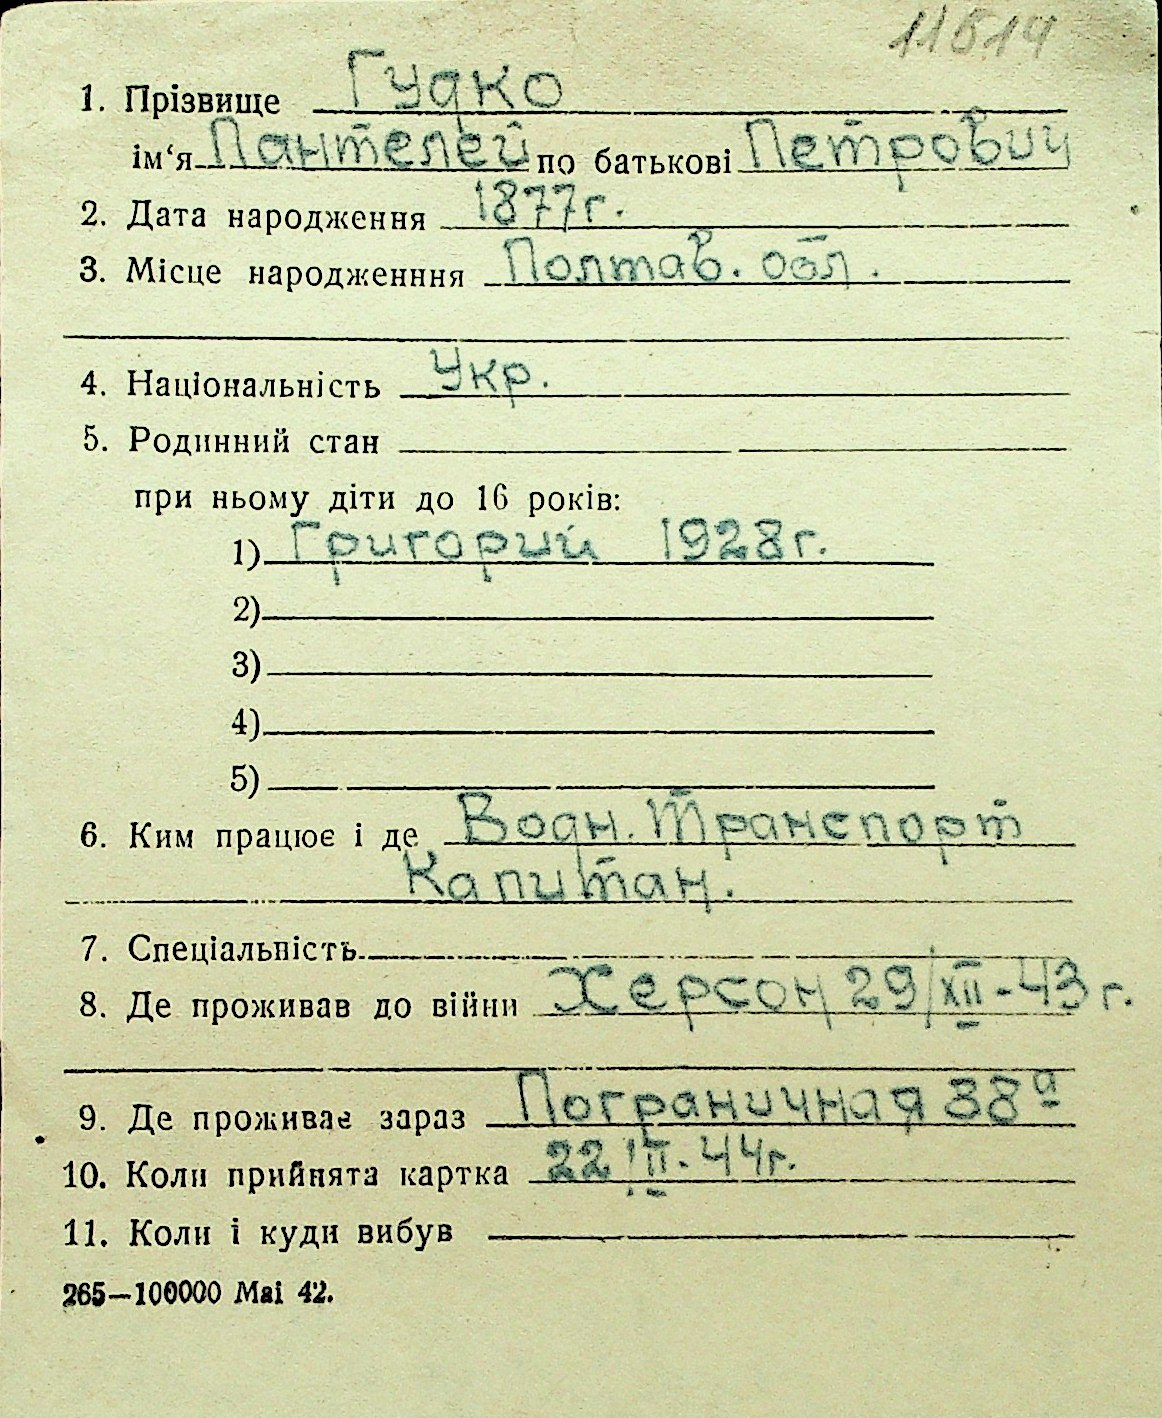 11514
1. Прізвище Гудко
ім‘я Пантелей по батькові Петрович
2. Дата народження 1877г.
3. Місце народженння Полтав. обл.
4. Національність Укр.
5. Родинний стан
при ньому діти до 16 років:
1) Григорий 1928г.
2)
3)
4)
5)
6. Ким працює і де Водн. Транспорт
Капитан.
7. Спеціальність
8. Де проживав до війни Херсон 29/XII-43г.
9. Де проживає зараз Пограничная 38а
10. Коли прийнята картка 22/II-44г.
11. Коли і куди вибув
265—100000 Mai 42.